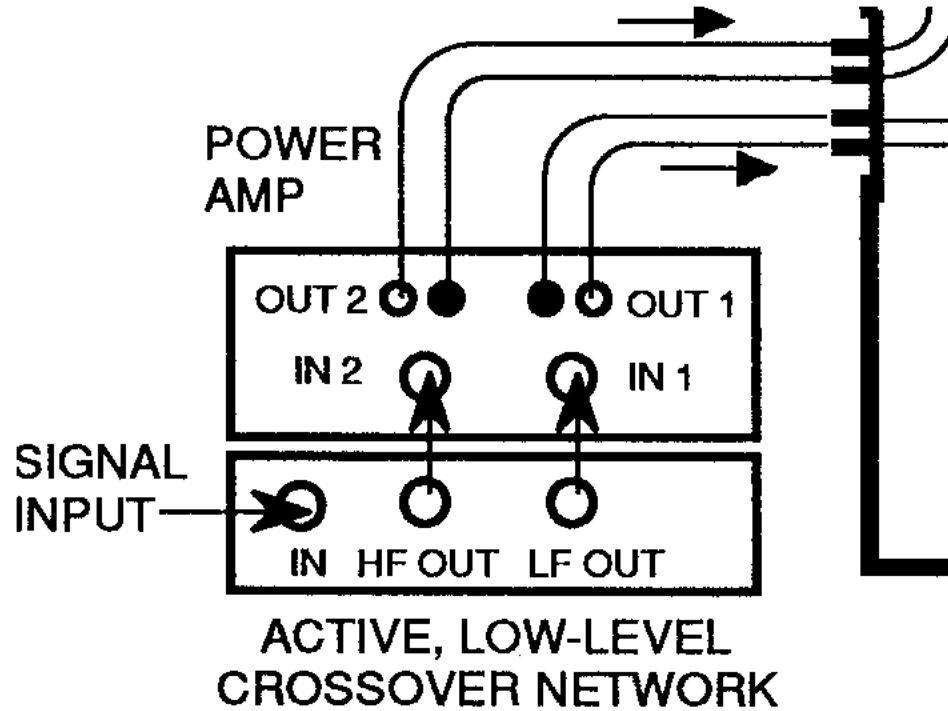 POWER
AMP
OUT 2
OUT 1
IN 2
IN 1
SIGNAL
INPUT
IN
HF OUT
LF OUT
ACTIVE, LOW-LEVEL
CROSSOVER NETWORK